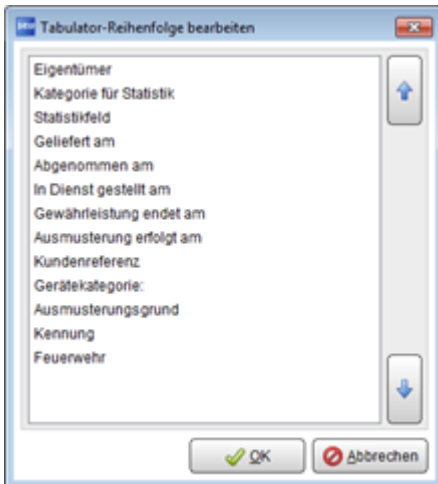 Tabulator-Reihenfolge bearbeiten
Eigentümer
Kategorie für Statistik
Statistikfeld
Geliefert am
Abgenommen am
In Dienst gestellt am
Gewährleistung endet am
Ausmusterung erfolgt am
Kundenreferenz
Gerätekategorie:
Ausmusterungsgrund
Kennung
Feuerwehr
OK
Abbrechen